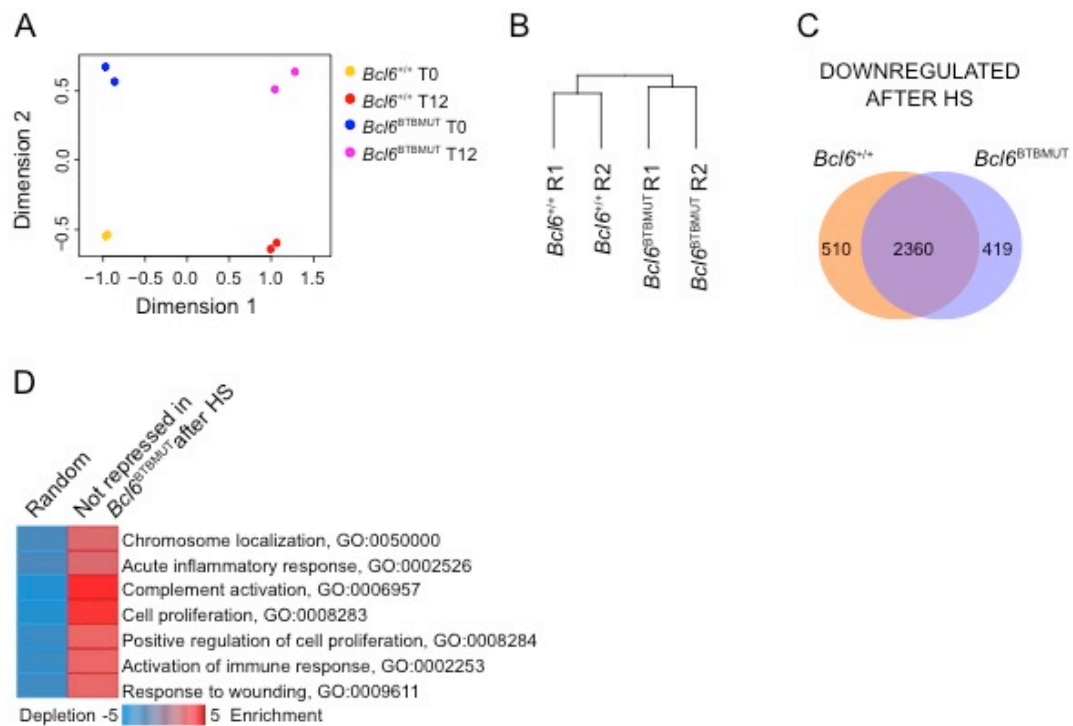 A
Dimension 2
0.5
0.0
−0.5
−1.0 −0.5 0.0 0.5 1.0 1.5
Dimension 1
Bcl6+/+ T0
Bcl6+/+ T12
Bcl6BTBMUT T0
Bcl6BTBMUT T12
B
Bcl6+/+ R1
Bcl6+/+ R2
Bcl6BTBMUT R1
Bcl6BTBMUT R2
C
DOWNREGULATED
AFTER HS
Bcl6+/+
Bcl6BTBMUT
510 2360 419
D
Random
Not repressed in
Bcl6BTBMUT after HS
Chromosome localization, GO:0050000
Acute inflammatory response, GO:0002526
Complement activation, GO:0006957
Cell proliferation, GO:0008283
Positive regulation of cell proliferation, GO:0008284
Activation of immune response, GO:0002253
Response to wounding, GO:0009611
Depletion -5 5 Enrichment